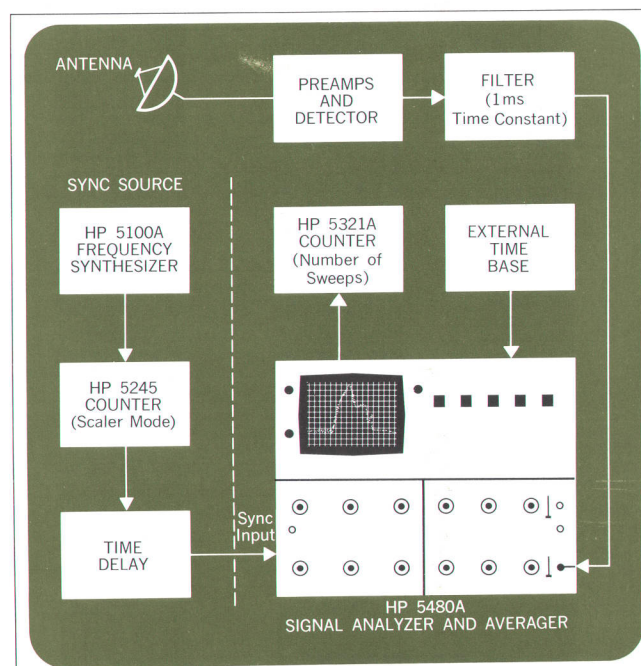 ANTENNA
PREAMPS AND
DETECTOR
FILTER
(1ms
Time Constant)
SYNC SOURCE
HP 5100A
FREQUENCY
SYNTHESIZER
HP 5321A
COUNTER
(Number of
Sweeps)
EXTERNAL
TIME
BASE
HP 5245
COUNTER
(Scaler Mode)
TIME
DELAY
Sync
Input
HP 5480A
SIGNAL ANALYZER AND AVERAGER